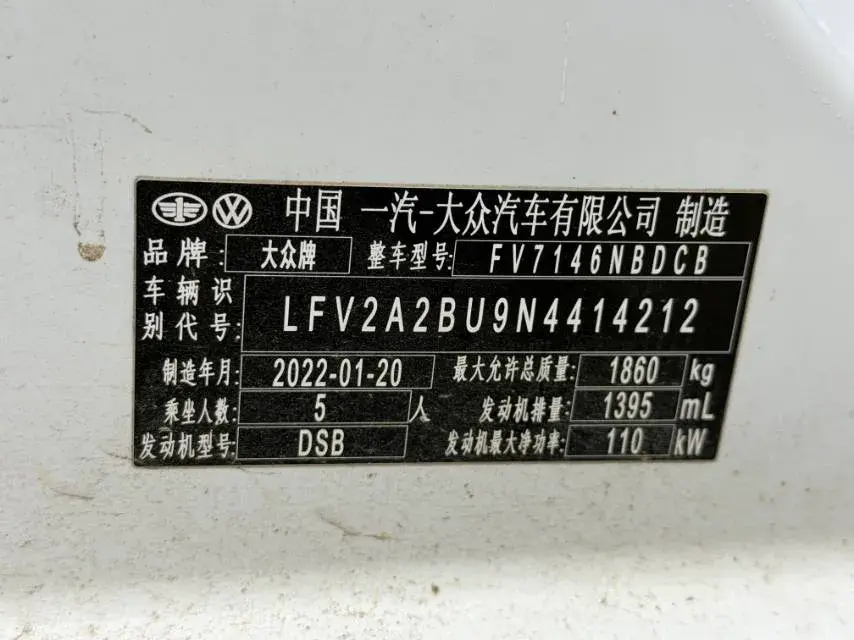 中国 一汽-大众汽车有限公司 制造
品牌: 大众牌 整车型号: FV7146NBDCB
车辆识别代号: LFV2A2BU9N4414212
制造年月: 2022-01-20 最大允许总质量: 1860 kg
乘坐人数: 5 人 发动机排量: 1395 mL
发动机型号: DSB 发动机最大净功率: 110 kW